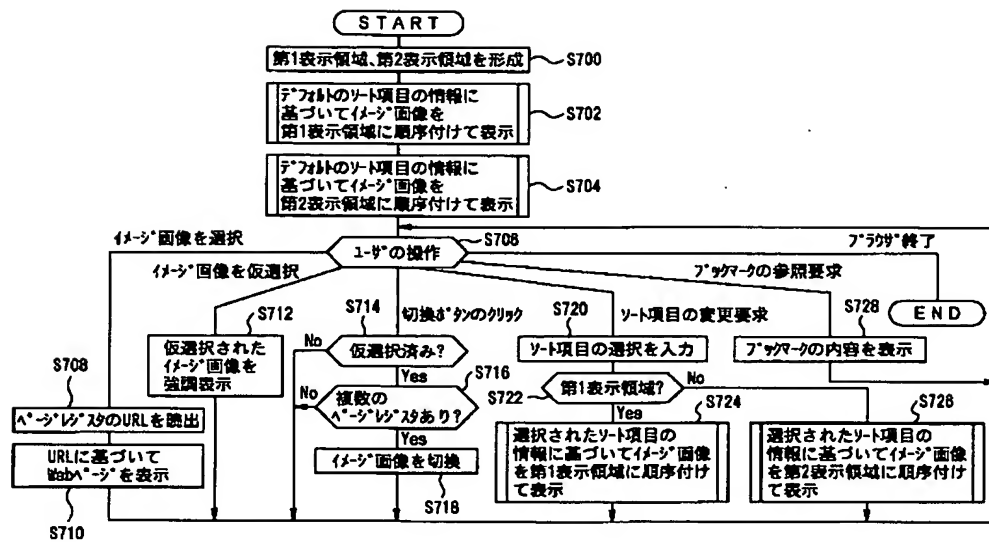 START
第1表示領域、第2表示領域を形成
S700
デフォルトのソート項目の情報に
基づいてイメージ画像を
第1表示領域に順序付けて表示
S702
デフォルトのソート項目の情報に
基づいてイメージ画像を
第2表示領域に順序付けて表示
S704
イメージ画像を選択
ユーザの操作
S706
ブラウザ終了
イメージ画像を仮選択
ブックマークの参照要求
END
S712
仮選択された
イメージ画像を
強調表示
切換ボタンのクリック
S714
No
仮選択済み?
Yes
S716
No
複数の
ページレジスタあり?
Yes
イメージ画像を切換
S718
ソート項目の変更要求
S720
ソート項目の選択を入力
S722
第1表示領域?
No
Yes
S724
選択されたソート項目の
情報に基づいてイメージ画像
を第1表示領域に順序付け
て表示
S726
選択されたソート項目の
情報に基づいてイメージ画像
を第2表示領域に順序付け
て表示
S728
ブックマークの内容を表示
S708
ページレジスタのURLを読出
URLに基づいて
Webページを表示
S710